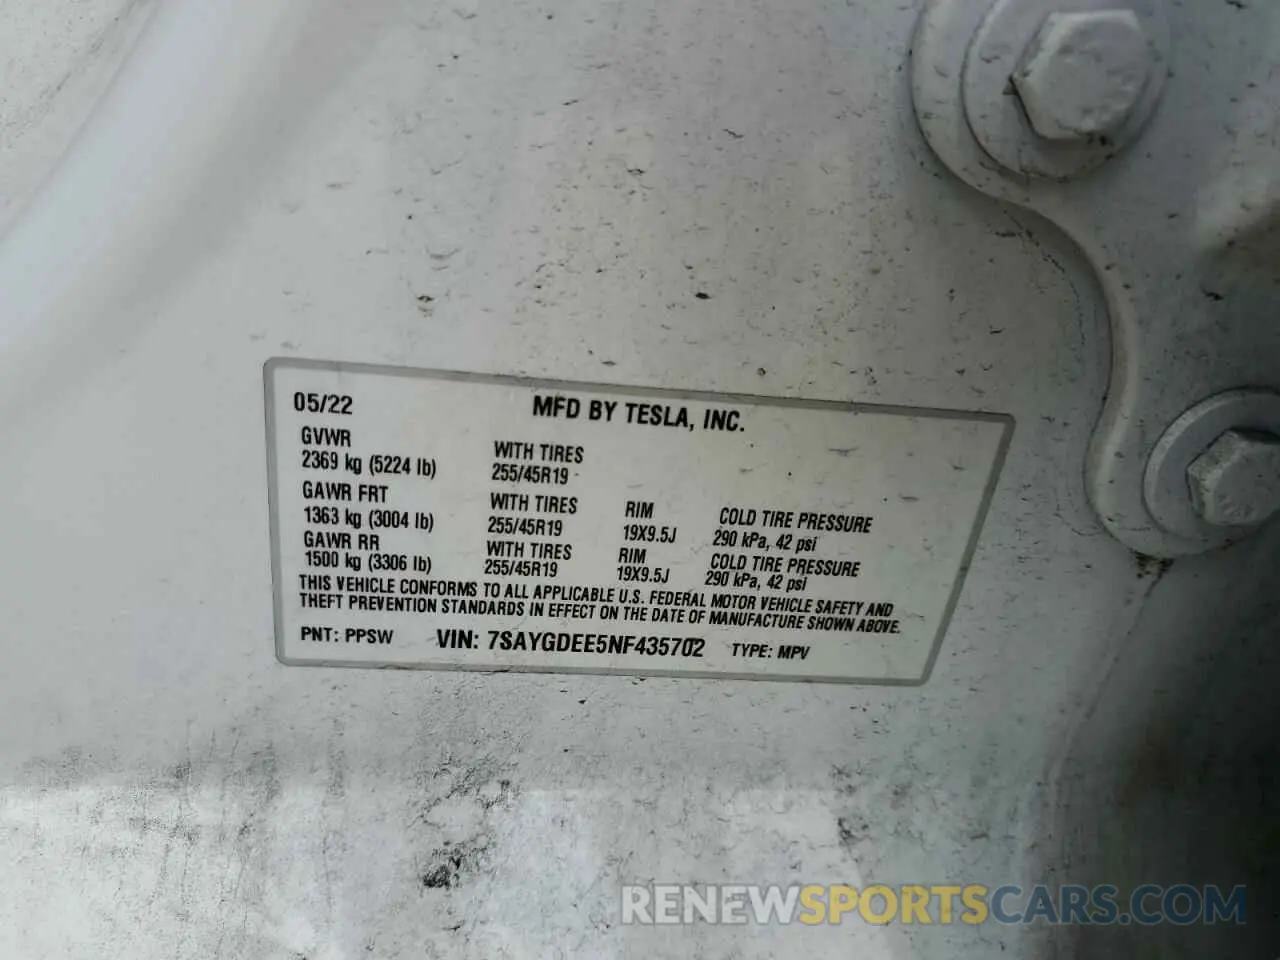 05/22 MFD BY TESLA, INC.
GVWR
2369 kg (5224 lb) WITH TIRES 255/45R19
GAWR FRT
1363 kg (3004 lb) WITH TIRES 255/45R19 RIM 19X9.5J COLD TIRE PRESSURE 290 kPa, 42 psi
GAWR RR
1500 kg (3306 lb) WITH TIRES 255/45R19 RIM 19X9.5J COLD TIRE PRESSURE 290 kPa, 42 psi
THIS VEHICLE CONFORMS TO ALL APPLICABLE U.S. FEDERAL MOTOR VEHICLE SAFETY AND
THEFT PREVENTION STANDARDS IN EFFECT ON THE DATE OF MANUFACTURE SHOWN ABOVE.
PNT: PPSW VIN: 7SAYGDEE5NF435702 TYPE: MPV
RENEWSPORTSCARS.COM